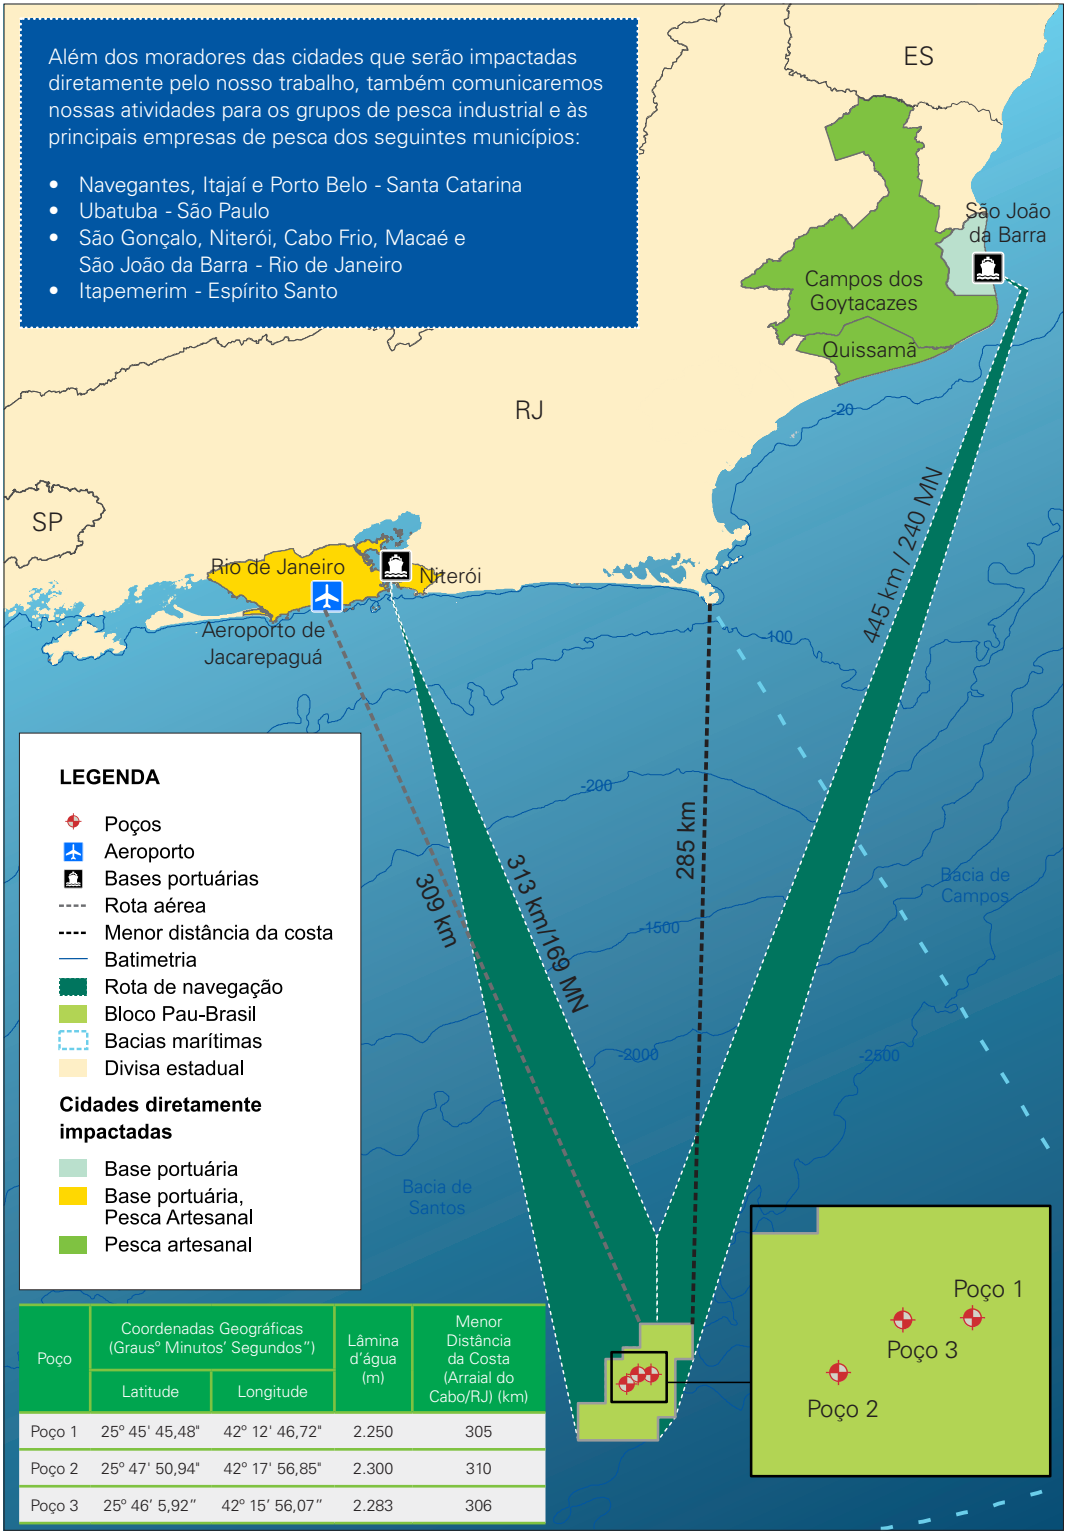 Além dos moradores das cidades que serão impactadas
diretamente pelo nosso trabalho, também comunicaremos
nossas atividades para os grupos de pesca industrial e às
principais empresas de pesca dos seguintes municípios:
• Navegantes, Itajaí e Porto Belo - Santa Catarina
• Ubatuba - São Paulo
• São Gonçalo, Niterói, Cabo Frio, Macaé e
São João da Barra - Rio de Janeiro
• Itapemerim - Espírito Santo
ES
São João
da Barra
Campos dos
Goytacazes
Quissamã
RJ
-20
SP
Rio de Janeiro
Niterói
Aeroporto de
Jacarepaguá
-100
445 km / 240 MN
-200
285 km
313 km/169 MN
309 km
Bacia de
Campos
-1500
-2000
-2500
Bacia de
Santos
LEGENDA
Poços
Aeroporto
Bases portuárias
Rota aérea
Menor distância da costa
Batimetria
Rota de navegação
Bloco Pau-Brasil
Bacias marítimas
Divisa estadual
Cidades diretamente
impactadas
Base portuária
Base portuária,
Pesca Artesanal
Pesca artesanal
Poço 1
Poço 3
Poço 2
Poço
Coordenadas Geográficas
(Grausº Minutos' Segundos")
Latitude
Longitude
Lâmina
d'água
(m)
Menor
Distância
da Costa
(Arraial do
Cabo/RJ) (km)
Poço 1 25º 45' 45,48" 42º 12' 46,72" 2.250 305
Poço 2 25º 47' 50,94" 42º 17' 56,85" 2.300 310
Poço 3 25º 46' 5,92” 42º 15’ 56,07” 2.283 306